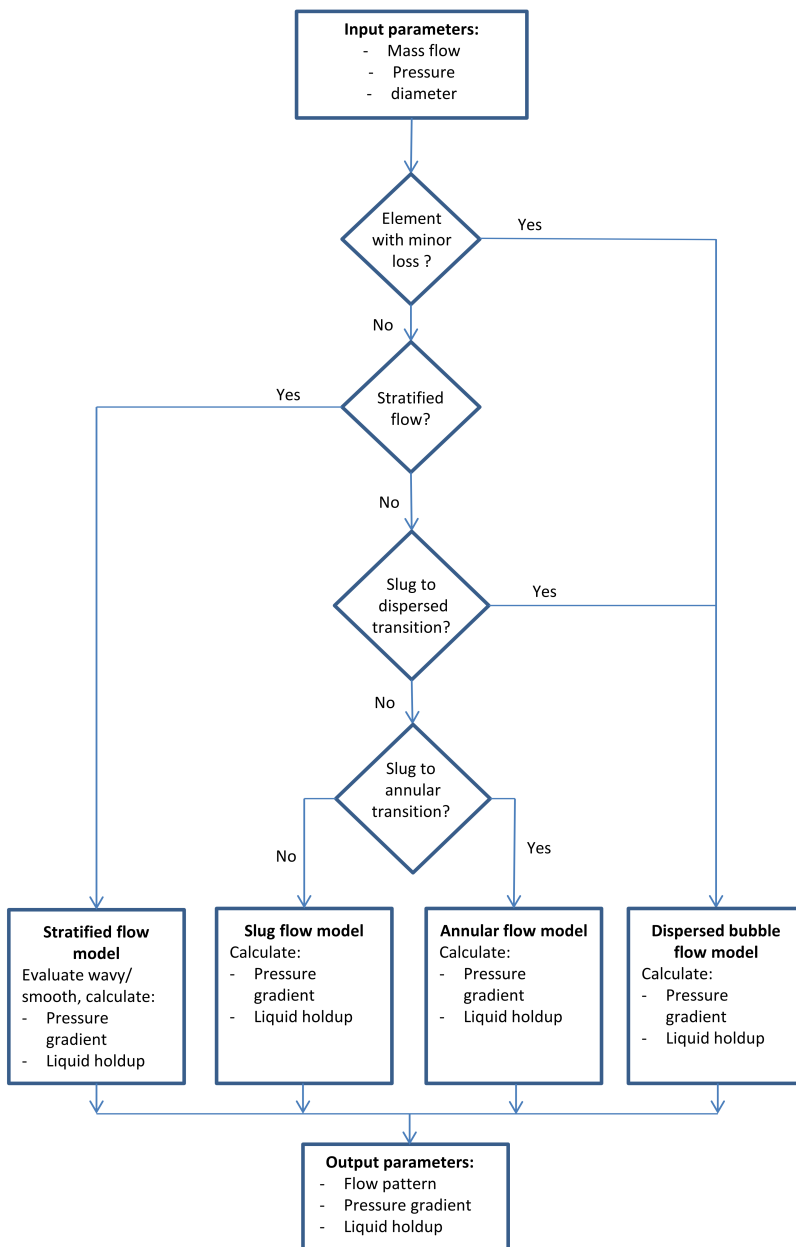 Input parameters:
- Mass flow
- Pressure
- diameter
Element
with minor
loss ?
Yes
No
Stratified
flow?
Yes
No
Slug to
dispersed
transition?
Yes
No
Slug to
annular
transition?
No
Yes
Stratified flow
model
Evaluate wavy/
smooth, calculate:
- Pressure
gradient
- Liquid holdup
Slug flow model
Calculate:
- Pressure
gradient
- Liquid holdup
Annular flow model
Calculate:
- Pressure
gradient
- Liquid holdup
Dispersed bubble
flow model
Calculate:
- Pressure
gradient
- Liquid holdup
Output parameters:
- Flow pattern
- Pressure gradient
- Liquid holdup